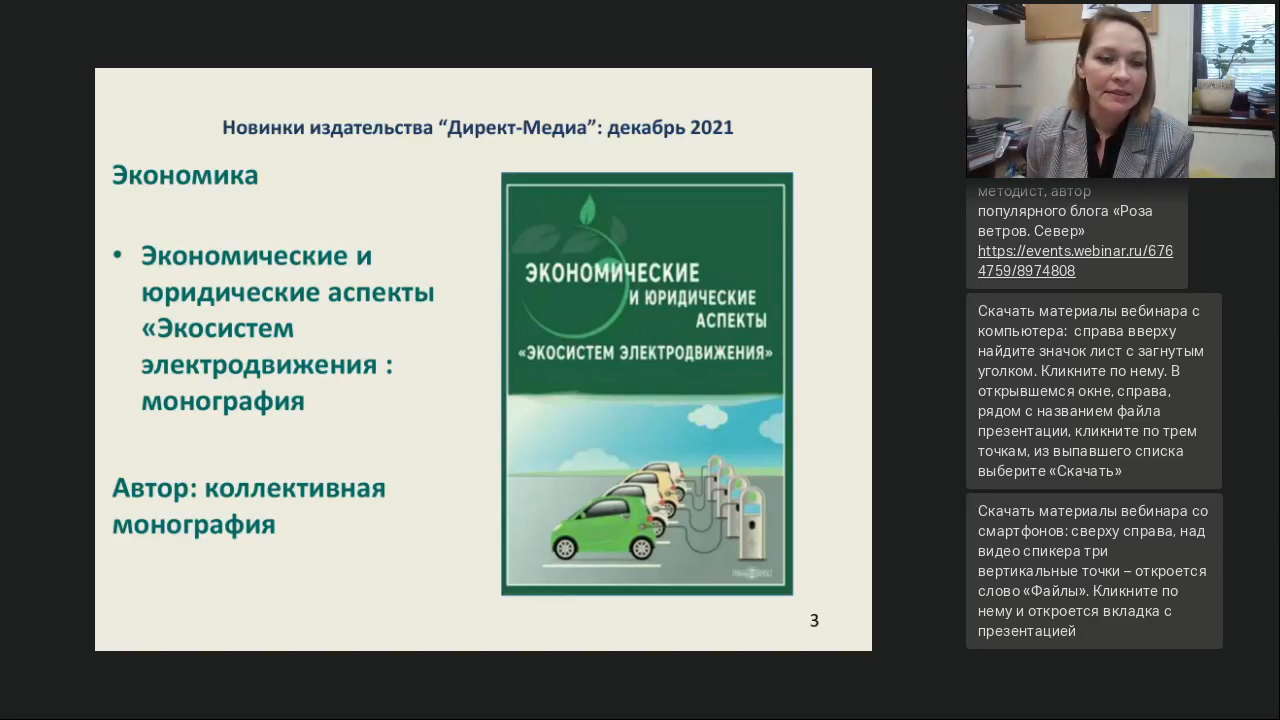 Новинки издательства “Директ-Медиа”: декабрь 2021
Экономика
• Экономические и
юридические аспекты
«Экосистем
электродвижения :
монография
Автор: коллективная
монография
ЭКОНОМИЧЕСКИЕ
И ЮРИДИЧЕСКИЕ
АСПЕКТЫ
«ЭКОСИСТЕМ ЭЛЕКТРОДВИЖЕНИЯ»
3
методист, автор
популярного блога «Роза
ветров. Север»
https://events.webinar.ru/676
4759/8974808
Скачать материалы вебинара с
компьютера: справа вверху
найдите значок лист с загнутым
уголком. Кликните по нему. В
открывшемся окне, справа,
рядом с названием файла
презентации, кликните по трем
точкам, из выпавшего списка
выберите «Скачать»
Скачать материалы вебинара со
смартфонов: сверху справа, над
видео спикера три
вертикальные точки – откроется
слово «Файлы». Кликните по
нему и откроется вкладка с
презентацией